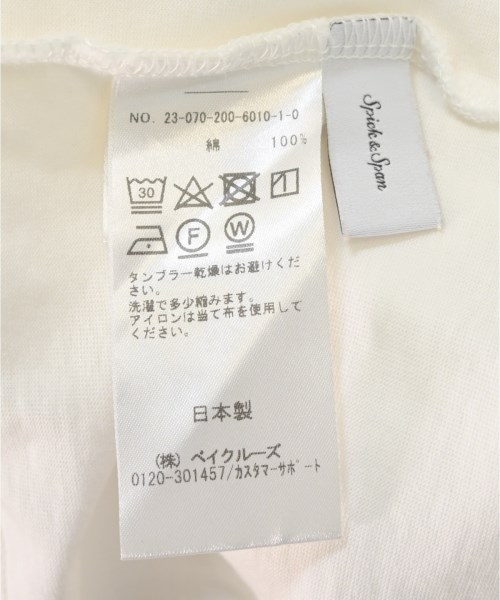 NO. 23-070-200-6010-1-0
綿 100%
30
F W
タンブラー乾燥はお避けくだ
さい。
洗濯で多少縮みます。
アイロンは当て布を使用して
ください。
日本製
(株) ベイクルーズ
0120-301457/カスタマーサポート
Spick&Span